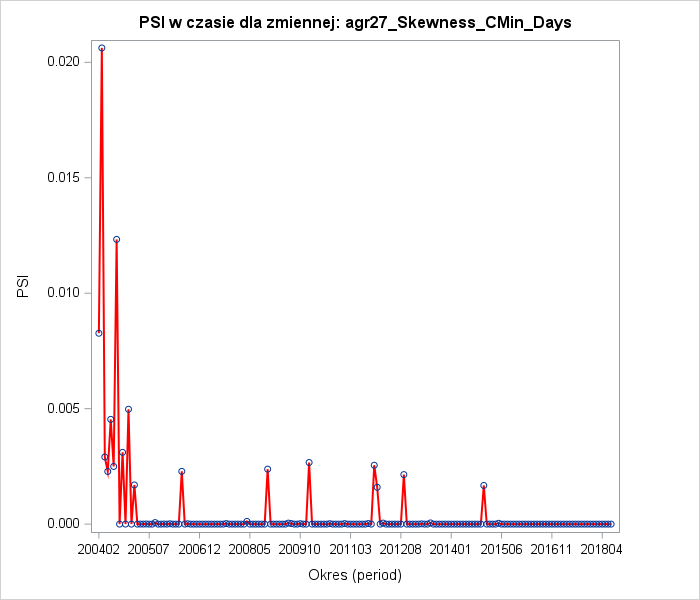 PSI w czasie dla zmiennej: agr27_Skewness_CMin_Days
0.020
0.015
0.010
0.005
0.000
PSI
200402 200507 200612 200805 200910 201103 201208 201401 201506 201611 201804
Okres (period)